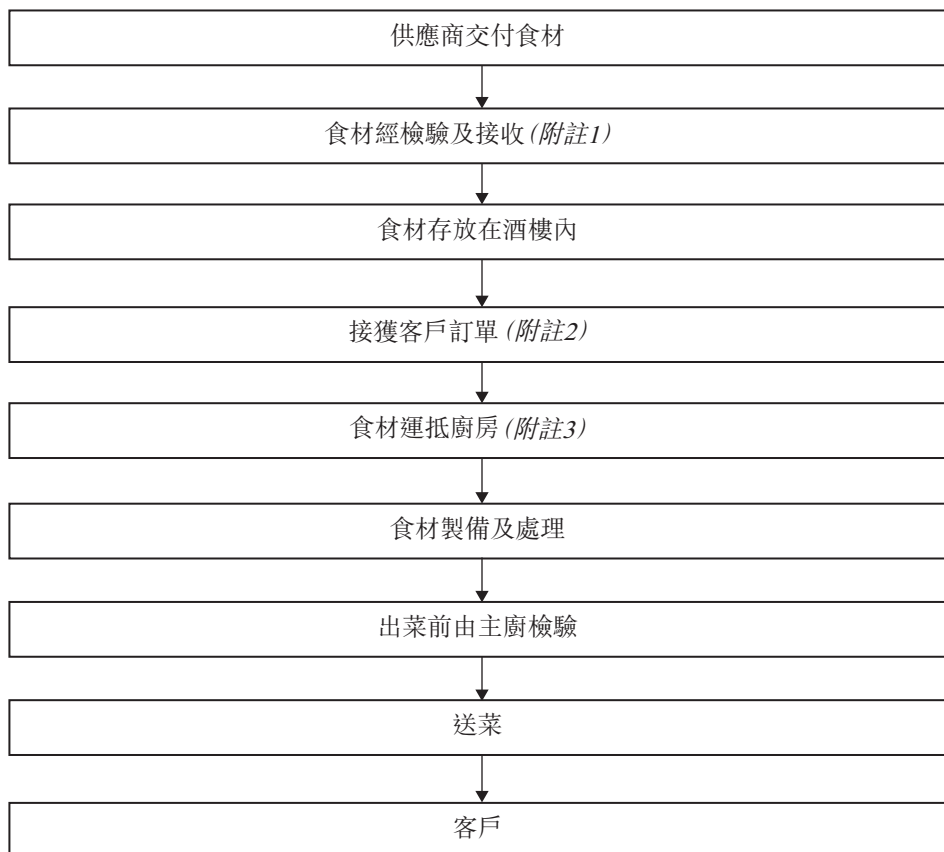 供應商交付食材
食材經檢驗及接收(附註1)
食材存放在酒樓內
接獲客戶訂單(附註2)
食材運抵廚房(附註3)
食材製備及處理
出菜前由主廚檢驗
送菜
客戶